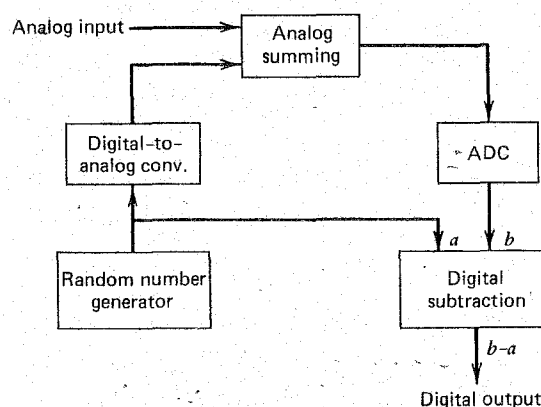 Analog input
Analog
summing
Digital-to-
analog conv.
ADC
Random number
generator
a
b
Digital
subtraction
b-a
Digital output